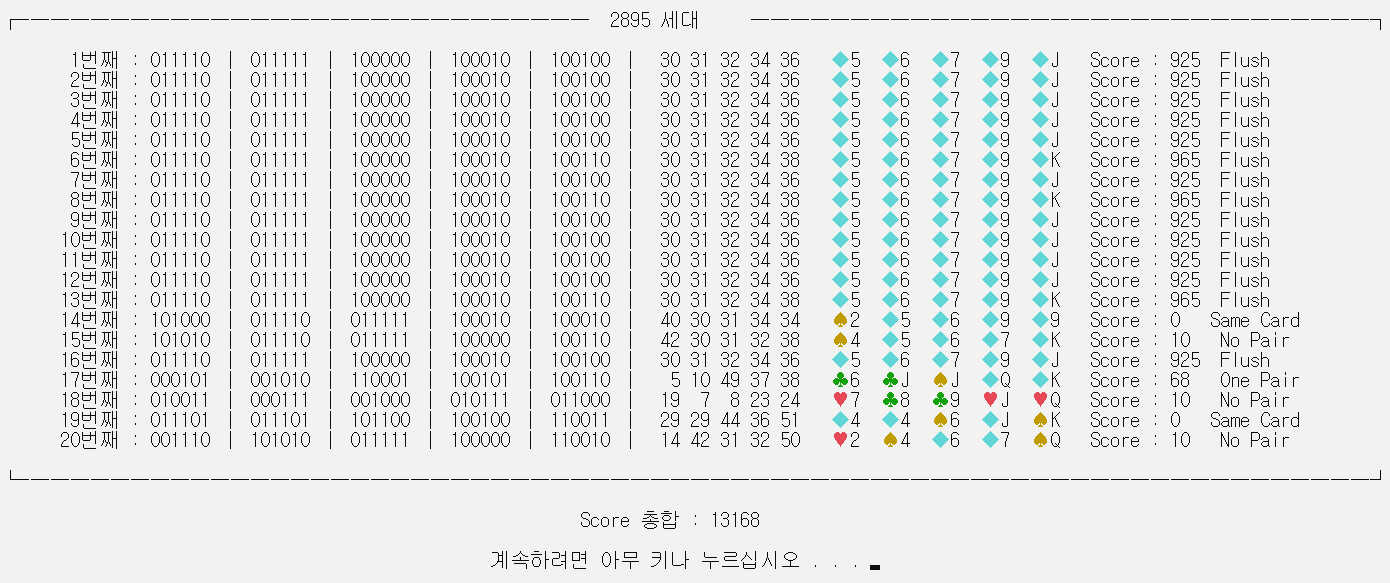 2895 세대
1번째 : 011110 | 011111 | 100000 | 100010 | 100100 | 30 31 32 34 36 ◆5 ◆6 ◆7 ◆9 ◆J Score : 925 Flush
2번째 : 011110 | 011111 | 100000 | 100010 | 100100 | 30 31 32 34 36 ◆5 ◆6 ◆7 ◆9 ◆J Score : 925 Flush
3번째 : 011110 | 011111 | 100000 | 100010 | 100100 | 30 31 32 34 36 ◆5 ◆6 ◆7 ◆9 ◆J Score : 925 Flush
4번째 : 011110 | 011111 | 100000 | 100010 | 100100 | 30 31 32 34 36 ◆5 ◆6 ◆7 ◆9 ◆J Score : 925 Flush
5번째 : 011110 | 011111 | 100000 | 100010 | 100100 | 30 31 32 34 36 ◆5 ◆6 ◆7 ◆9 ◆J Score : 925 Flush
6번째 : 011110 | 011111 | 100000 | 100010 | 100110 | 30 31 32 34 38 ◆5 ◆6 ◆7 ◆9 ◆K Score : 965 Flush
7번째 : 011110 | 011111 | 100000 | 100010 | 100100 | 30 31 32 34 36 ◆5 ◆6 ◆7 ◆9 ◆J Score : 925 Flush
8번째 : 011110 | 011111 | 100000 | 100010 | 100110 | 30 31 32 34 38 ◆5 ◆6 ◆7 ◆9 ◆K Score : 965 Flush
9번째 : 011110 | 011111 | 100000 | 100010 | 100100 | 30 31 32 34 36 ◆5 ◆6 ◆7 ◆9 ◆J Score : 925 Flush
10번째 : 011110 | 011111 | 100000 | 100010 | 100100 | 30 31 32 34 36 ◆5 ◆6 ◆7 ◆9 ◆J Score : 925 Flush
11번째 : 011110 | 011111 | 100000 | 100010 | 100100 | 30 31 32 34 36 ◆5 ◆6 ◆7 ◆9 ◆J Score : 925 Flush
12번째 : 011110 | 011111 | 100000 | 100010 | 100100 | 30 31 32 34 36 ◆5 ◆6 ◆7 ◆9 ◆J Score : 925 Flush
13번째 : 011110 | 011111 | 100000 | 100010 | 100110 | 30 31 32 34 38 ◆5 ◆6 ◆7 ◆9 ◆K Score : 965 Flush
14번째 : 101000 | 011110 | 011111 | 100010 | 100010 | 40 30 31 34 34 ♠2 ◆5 ◆6 ◆9 ◆9 Score : 0 Same Card
15번째 : 101010 | 011110 | 011111 | 100000 | 100110 | 42 30 31 32 38 ♠4 ◆5 ◆6 ◆7 ◆K Score : 10 No Pair
16번째 : 011110 | 011111 | 100000 | 100010 | 100100 | 30 31 32 34 36 ◆5 ◆6 ◆7 ◆9 ◆J Score : 925 Flush
17번째 : 000101 | 001010 | 110001 | 100101 | 100110 | 5 10 49 37 38 ♣6 ♣J ♠J ◆Q ◆K Score : 68 One Pair
18번째 : 010011 | 000111 | 001000 | 010111 | 011000 | 19 7 8 23 24 ♥7 ♣8 ♣9 ♥J ♥Q Score : 10 No Pair
19번째 : 011101 | 011101 | 101100 | 100100 | 110011 | 29 29 44 36 51 ◆4 ◆4 ♠6 ◆J ♠K Score : 0 Same Card
20번째 : 001110 | 101010 | 011111 | 100000 | 110010 | 14 42 31 32 50 ♥2 ♠4 ◆6 ◆7 ♠Q Score : 10 No Pair
Score 총합 : 13168
계속하려면 아무 키나 누르십시오 . . .